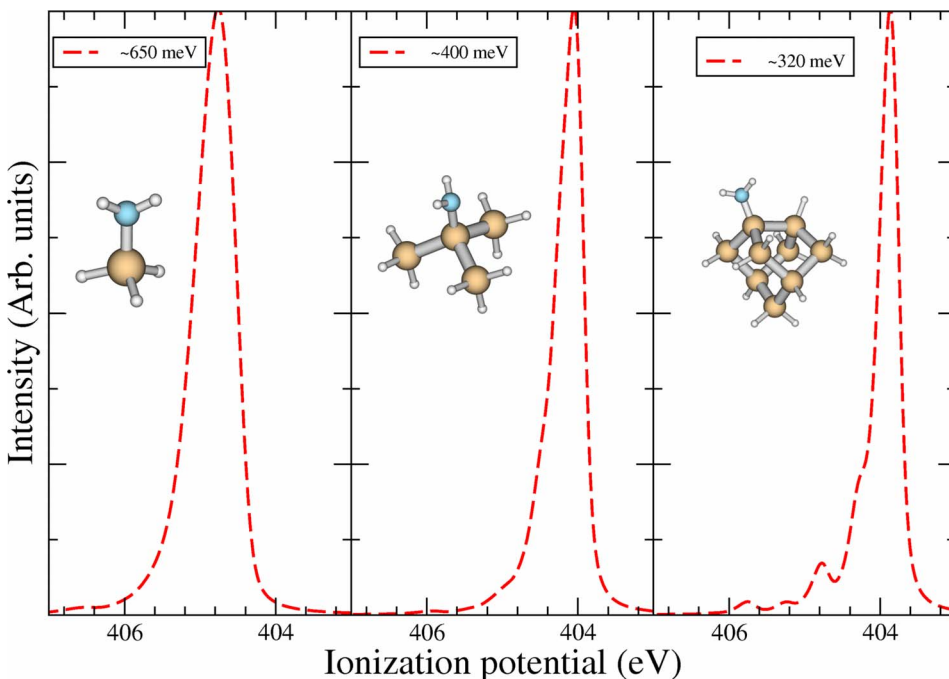 ~650 meV
~400 meV
~320 meV
Intensity (Arb. units)
406 404 406 404 406 404
Ionization potential (eV)